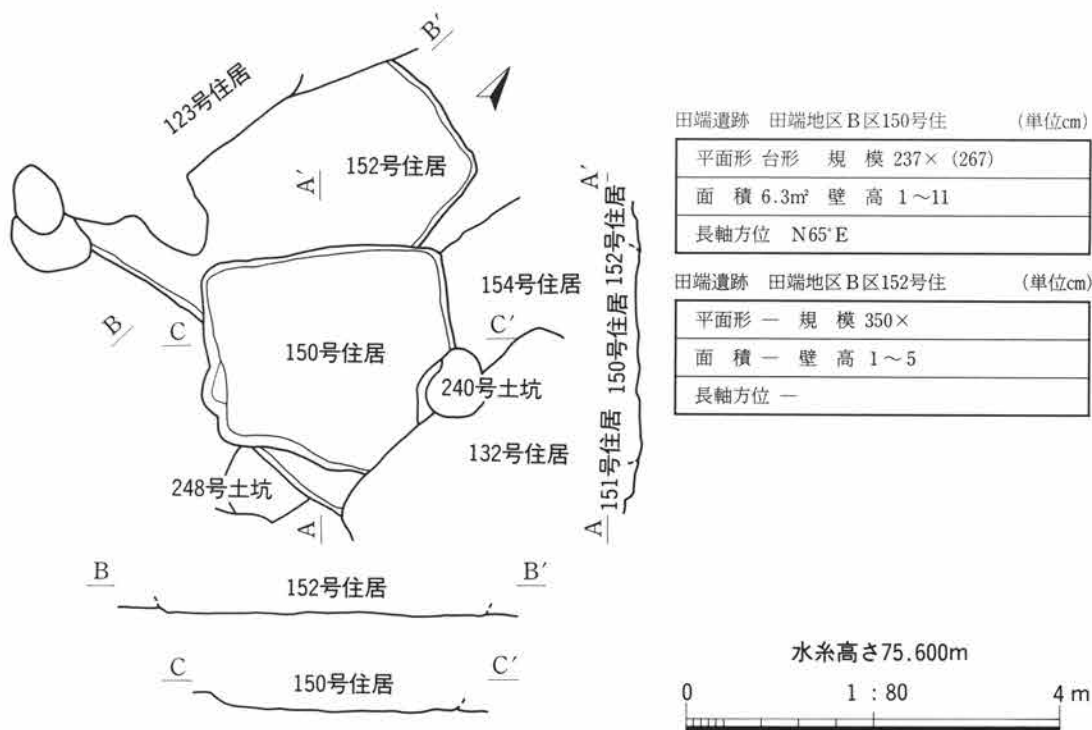 B′
123号住居
152号住居
A′
154号住居
B
C
C′
150号住居
240号土坑
132号住居
248号土坑
A
A′
152号住居
150号住居
151号住居
A
田端遺跡 田端地区B区150号住 (単位cm)
平面形 台形 規 模 237× (267)
面 積 6.3㎡ 壁 高 1〜11
長軸方位 N65°E
田端遺跡 田端地区B区152号住 (単位cm)
平面形 ― 規 模 350×
面 積 ― 壁 高 1〜5
長軸方位 ―
B 152号住居 B′
C 150号住居 C′
水糸高さ75.600m
0 1:80 4m